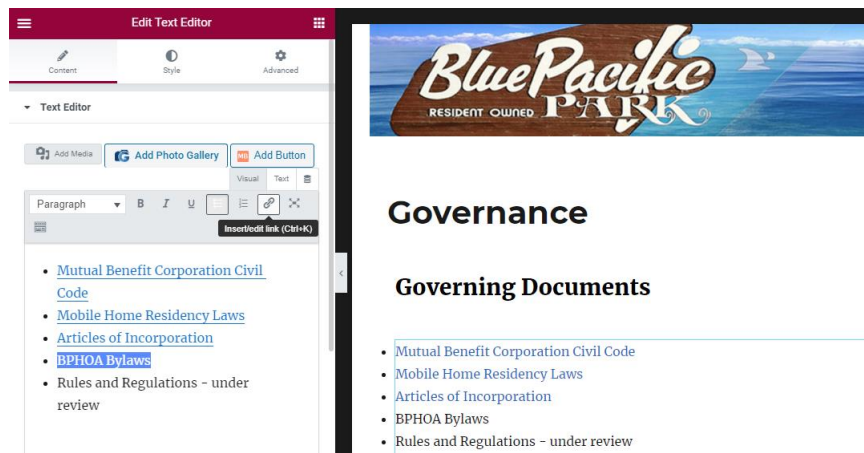 Edit Text Editor
Content
Style
Advanced
Text Editor
Add Media
Add Photo Gallery
MB
Add Button
Visual
Text
Paragraph
B
I
U
Insert/edit link (Ctrl+K)
Mutual Benefit Corporation Civil
Code
Mobile Home Residency Laws
Articles of Incorporation
BPHOA Bylaws
Rules and Regulations - under
review
Blue Pacific
RESIDENT OWNED PARK
Governance
Governing Documents
Mutual Benefit Corporation Civil Code
Mobile Home Residency Laws
Articles of Incorporation
BPHOA Bylaws
Rules and Regulations - under review